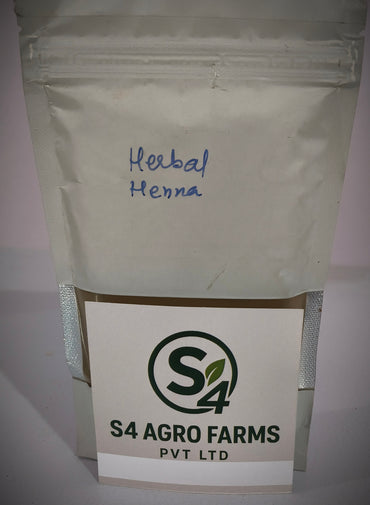 Herbal
Henna
S4
S4 AGRO FARMS
PVT LTD